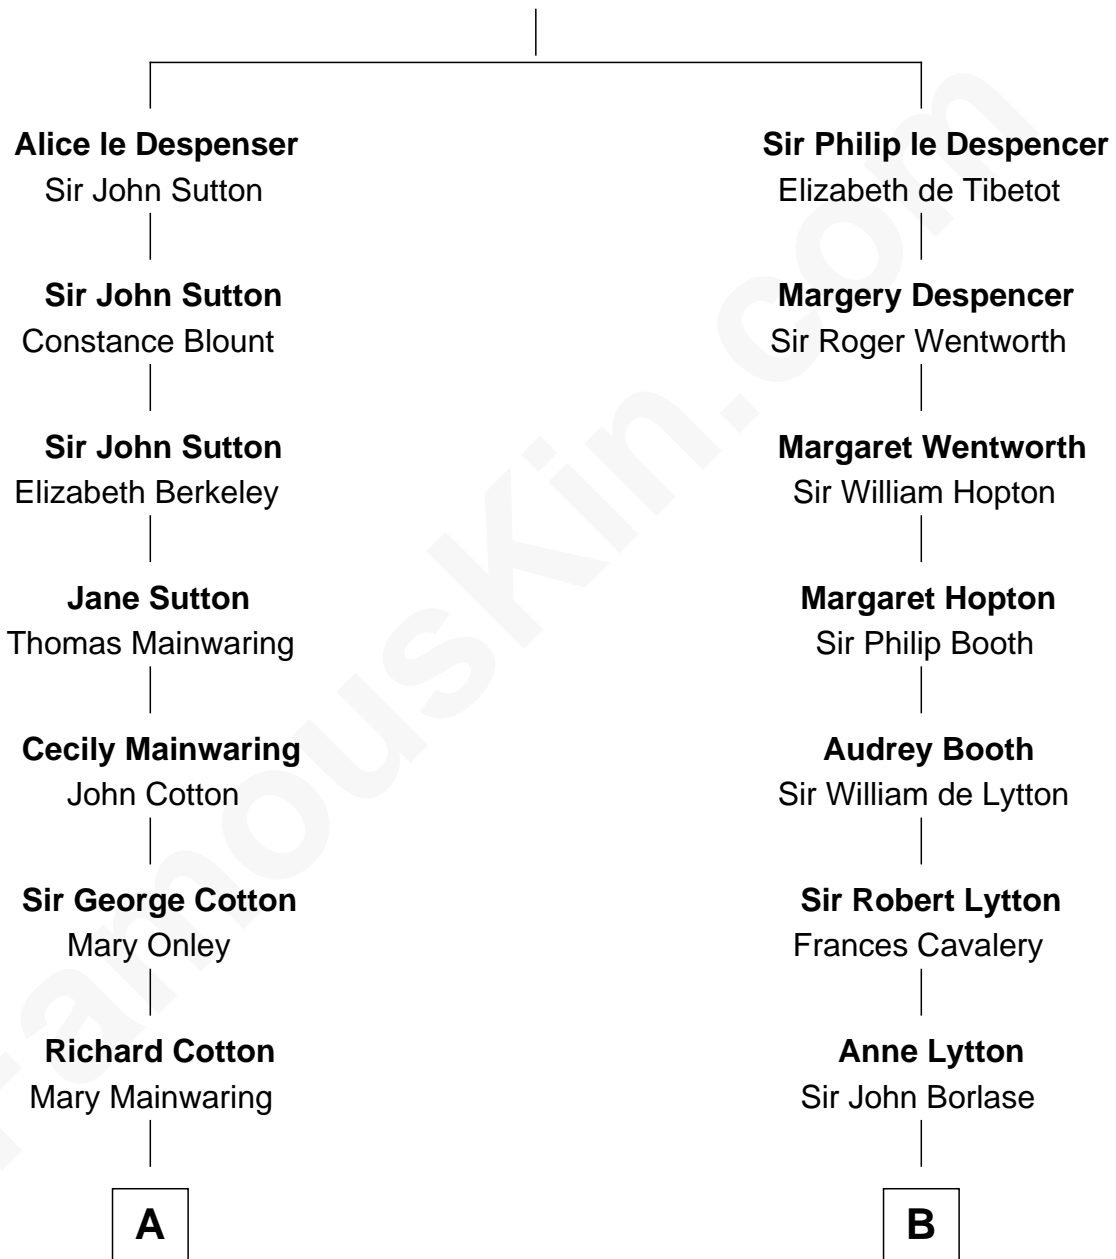 Alice le Despenser
Sir John Sutton
Sir John Sutton
Constance Blount
Sir John Sutton
Elizabeth Berkeley
Jane Sutton
Thomas Mainwaring
Cecily Mainwaring
John Cotton
Sir George Cotton
Mary Onley
Richard Cotton
Mary Mainwaring
A
Sir Philip le Despencer
Elizabeth de Tibetot
Margery Despencer
Sir Roger Wentworth
Margaret Wentworth
Sir William Hopton
Margaret Hopton
Sir Philip Booth
Audrey Booth
Sir William de Lytton
Sir Robert Lytton
Frances Cavalery
Anne Lytton
Sir John Borlase
B
FamousKin.com